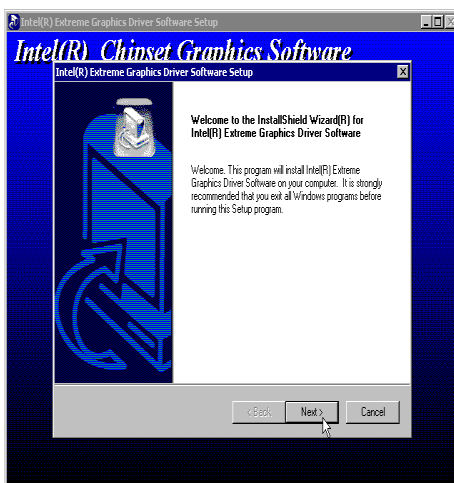 Intel(R) Extreme Graphics Driver Software Setup
Intel(R) Chipset Graphics Software
Intel(R) Extreme Graphics Driver Software Setup
Welcome to the InstallShield Wizard(R) for
Intel(R) Extreme Graphics Driver Software
Welcome. This program will install Intel(R) Extreme
Graphics Driver Software on your computer. It is strongly
recommended that you exit all Windows programs before
running this Setup program.
< Back
Next >
Cancel